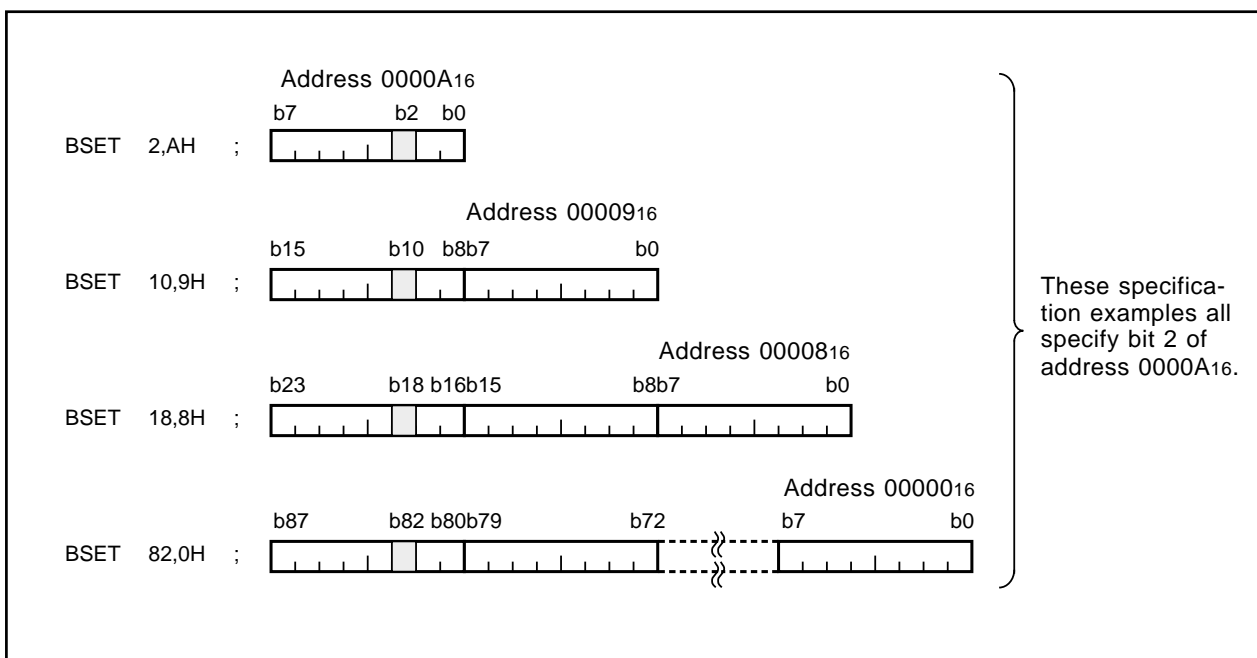 Address 0000A16
b7 b2 b0
BSET 2,AH ;
Address 0000916
b15 b10 b8b7 b0
BSET 10,9H ;
Address 0000816
b23 b18 b16b15 b8b7 b0
BSET 18,8H ;
Address 0000016
b87 b82 b80b79 b72 b7 b0
BSET 82,0H ;
These specifica-
tion examples all
specify bit 2 of
address 0000A16.